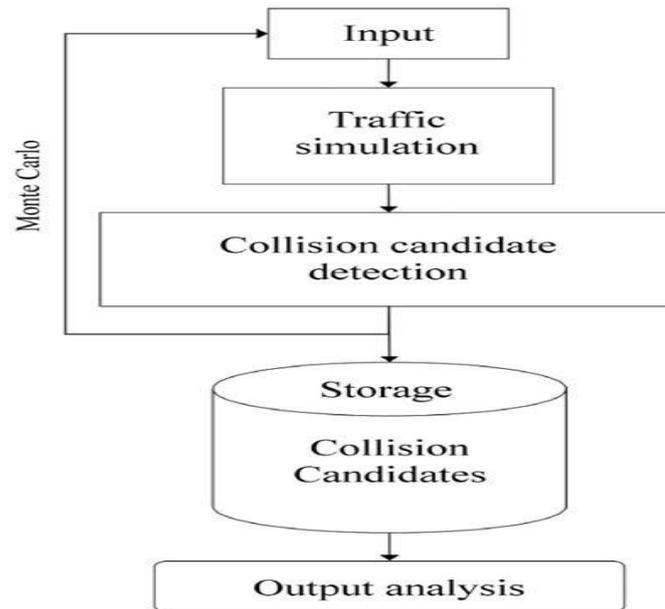 Input
Traffic
simulation
Monte Carlo
Collision candidate
detection
Storage
Collision
Candidates
Output analysis